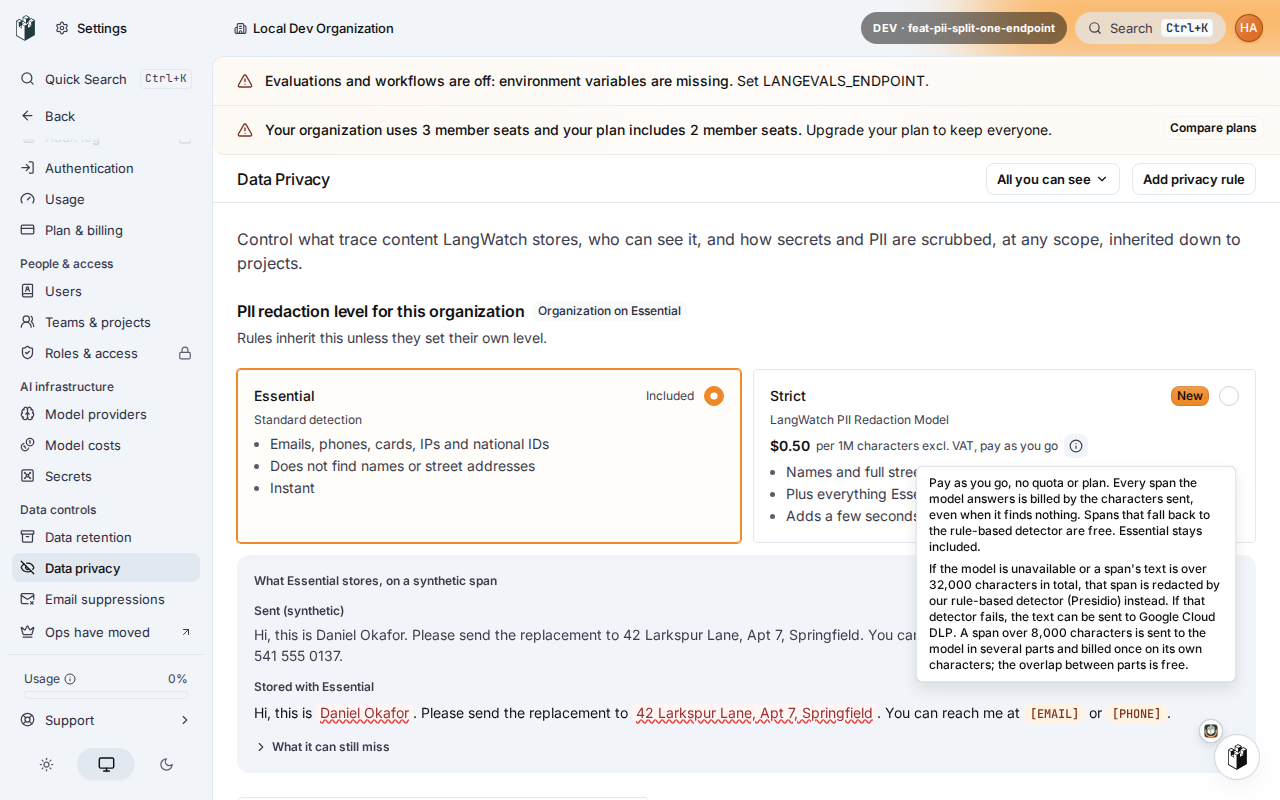 Settings
Local Dev Organization
DEV · feat-pii-split-one-endpoint
Search Ctrl+K
HA
Quick Search Ctrl+K
Back
Authentication
Usage
Plan & billing
People & access
Users
Teams & projects
Roles & access
AI infrastructure
Model providers
Model costs
Secrets
Data controls
Data retention
Data privacy
Email suppressions
Ops have moved
Usage 0%
Support
Evaluations and workflows are off: environment variables are missing. Set LANGEVALS_ENDPOINT.
Your organization uses 3 member seats and your plan includes 2 member seats. Upgrade your plan to keep everyone.
Compare plans
Data Privacy
All you can see
Add privacy rule
Control what trace content LangWatch stores, who can see it, and how secrets and PII are scrubbed, at any scope, inherited down to
projects.
PII redaction level for this organization Organization on Essential
Rules inherit this unless they set their own level.
Essential Included
Standard detection
Emails, phones, cards, IPs and national IDs
Does not find names or street addresses
Instant
Strict New
LangWatch PII Redaction Model
$0.50 per 1M characters excl. VAT, pay as you go
Names and full stre
Plus everything Ess
Adds a few seconds
Pay as you go, no quota or plan. Every span the
model answers is billed by the characters sent,
even when it finds nothing. Spans that fall back to
the rule-based detector are free. Essential stays
included.
If the model is unavailable or a span's text is over
32,000 characters in total, that span is redacted by
our rule-based detector (Presidio) instead. If that
detector fails, the text can be sent to Google Cloud
DLP. A span over 8,000 characters is sent to the
model in several parts and billed once on its own
characters; the overlap between parts is free.
What Essential stores, on a synthetic span
Sent (synthetic)
Hi, this is Daniel Okafor. Please send the replacement to 42 Larkspur Lane, Apt 7, Springfield. You can
541 555 0137.
Stored with Essential
Hi, this is Daniel Okafor. Please send the replacement to 42 Larkspur Lane, Apt 7, Springfield. You can reach me at [EMAIL] or [PHONE].
What it can still miss